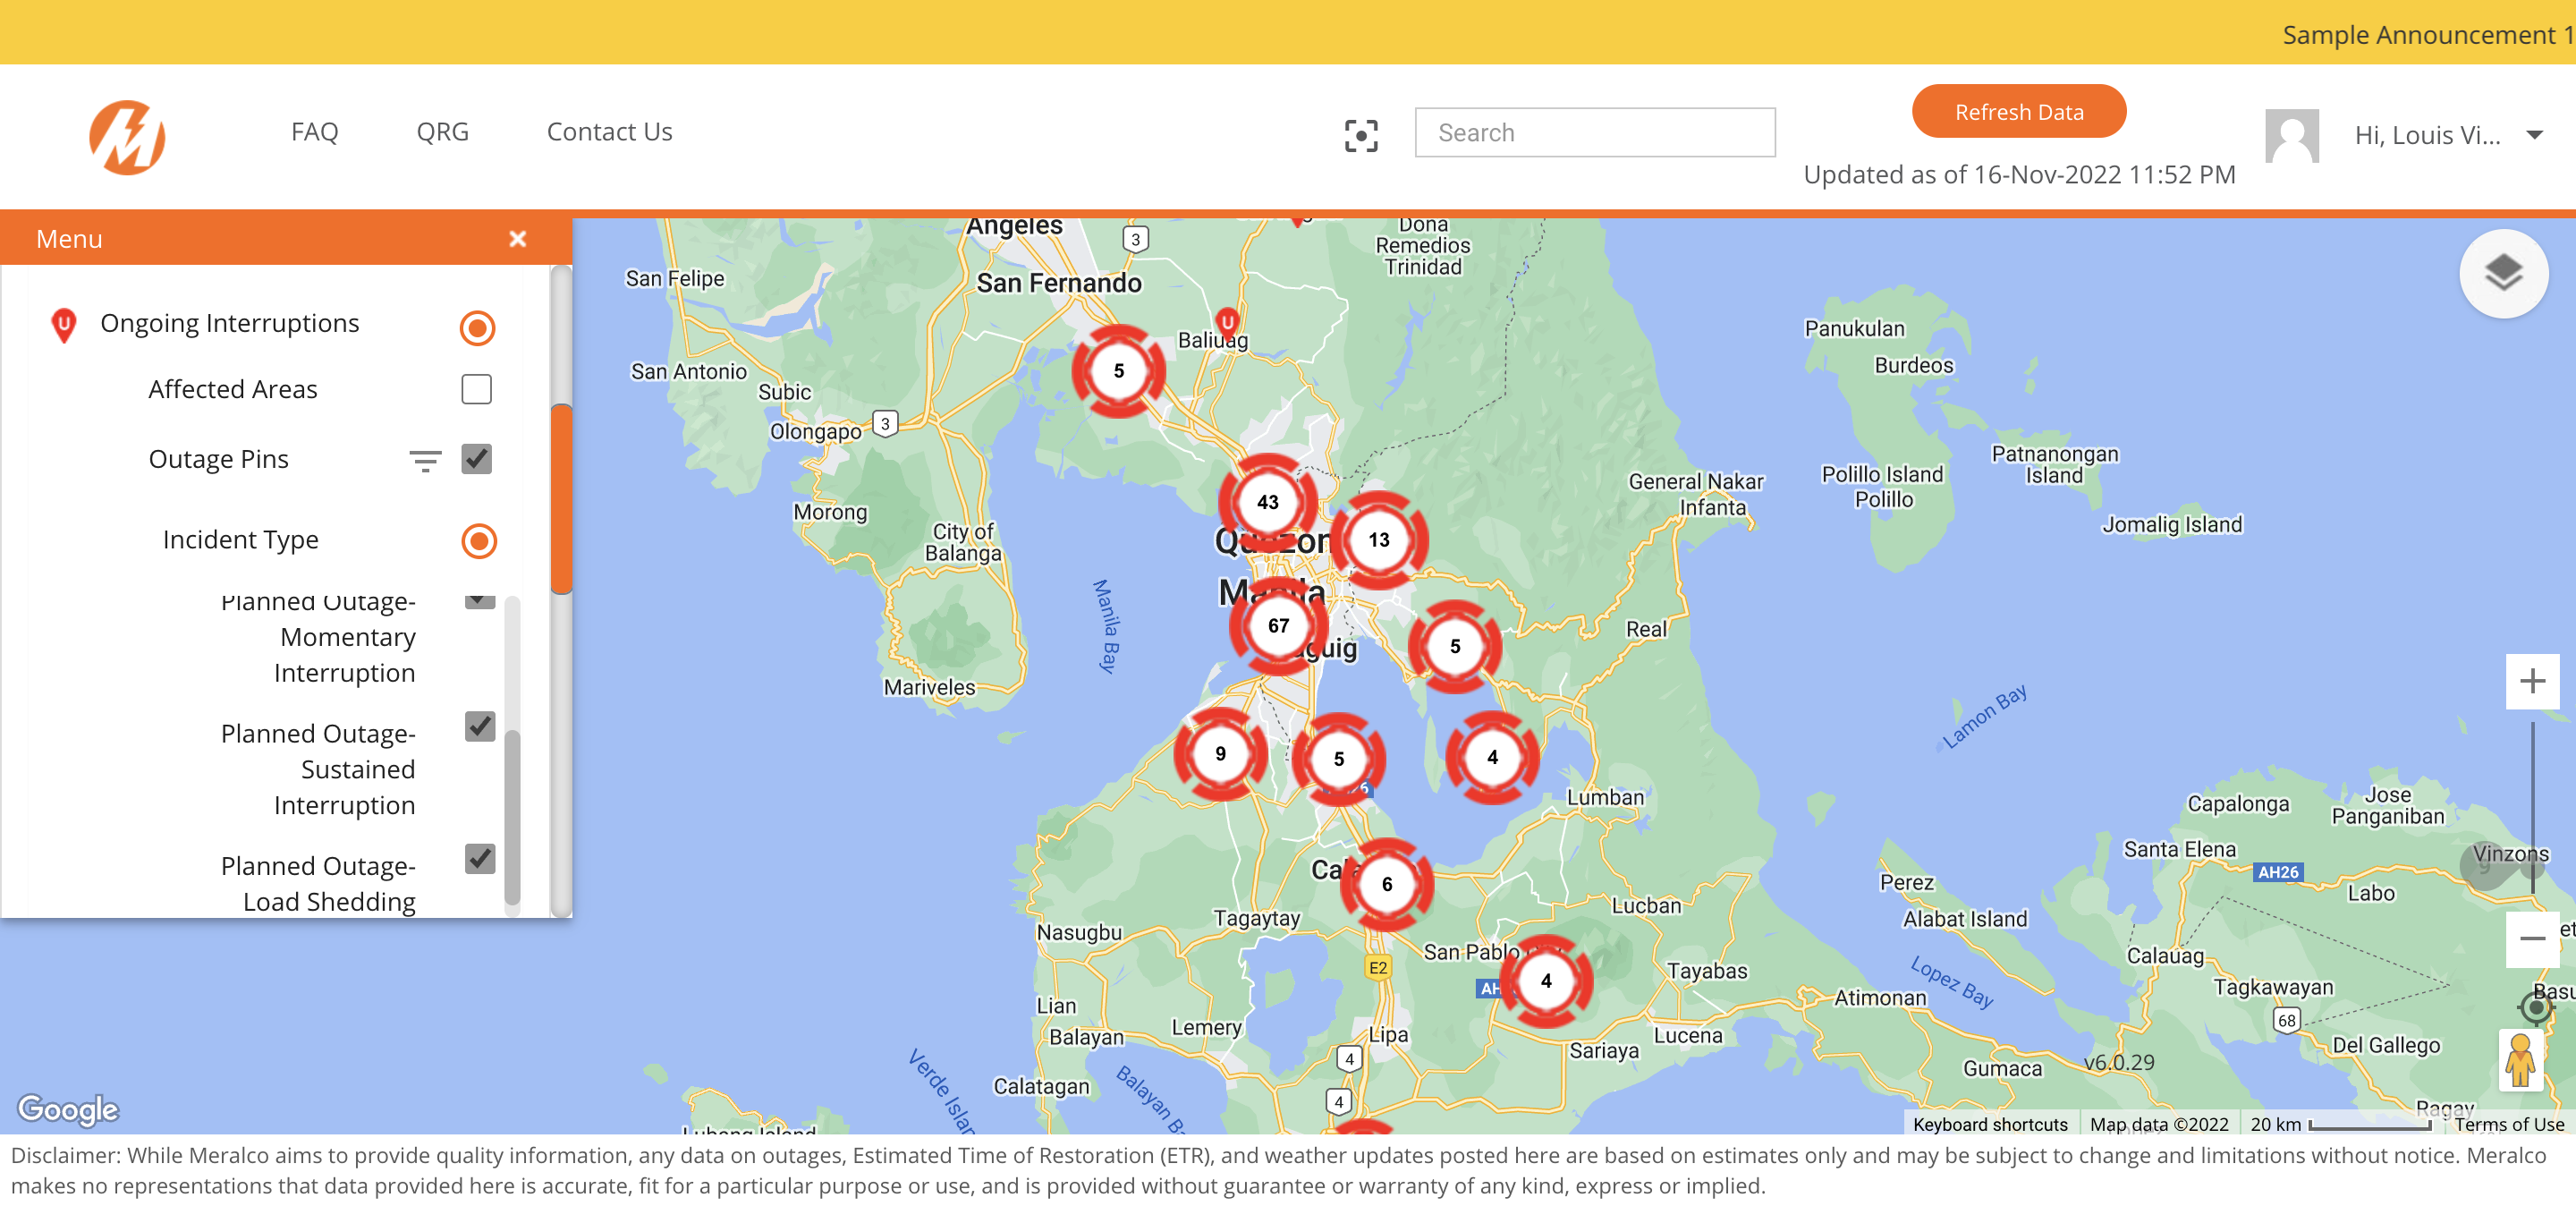 Sample Announcement 1
FAQ
QRG
Contact Us
Search
Refresh Data
Updated as of 16-Nov-2022 11:52 PM
Hi, Louis Vi...
Menu
Ongoing Interruptions
Affected Areas
Outage Pins
Incident Type
Planned Outage-
Momentary
Interruption
Planned Outage-
Sustained
Interruption
Planned Outage-
Load Shedding
Angeles
3
Dona
Remedios
Trinidad
San Felipe
San Fernando
U
Baliuag
Panukulan
Burdeos
San Antonio
5
Subic
Olongapo
3
Patnanongan
Island
Polillo Island
Polillo
General Nakar
Infanta
43
Morong
Jomalig Island
City of
Balanga
13
Manila
Manila Bay
67
Real
5
Mariveles
Lamon Bay
9
5
4
Lumban
Capalonga
Jose
Panganiban
Santa Elena
Vinzons
9
AH26
Labo
6
Perez
Lucban
Tagaytay
Alabat Island
Nasugbu
San Pablo
Calauag
E2
Tayabas
Lopez Bay
4
AH
Tagkawayan
Atimonan
Lian
68
Lemery
Lipa
Lucena
Balayan
Sariaya
Del Gallego
4
v6.0.29
Gumaca
Calatagan
Verde Islan
Balayan B
4
Ragay
Google
Lubang Island
Keyboard shortcuts
Map data ©2022
20 km
Terms of Use
Disclaimer: While Meralco aims to provide quality information, any data on outages, Estimated Time of Restoration (ETR), and weather updates posted here are based on estimates only and may be subject to change and limitations without notice. Meralco
makes no representations that data provided here is accurate, fit for a particular purpose or use, and is provided without guarantee or warranty of any kind, express or implied.